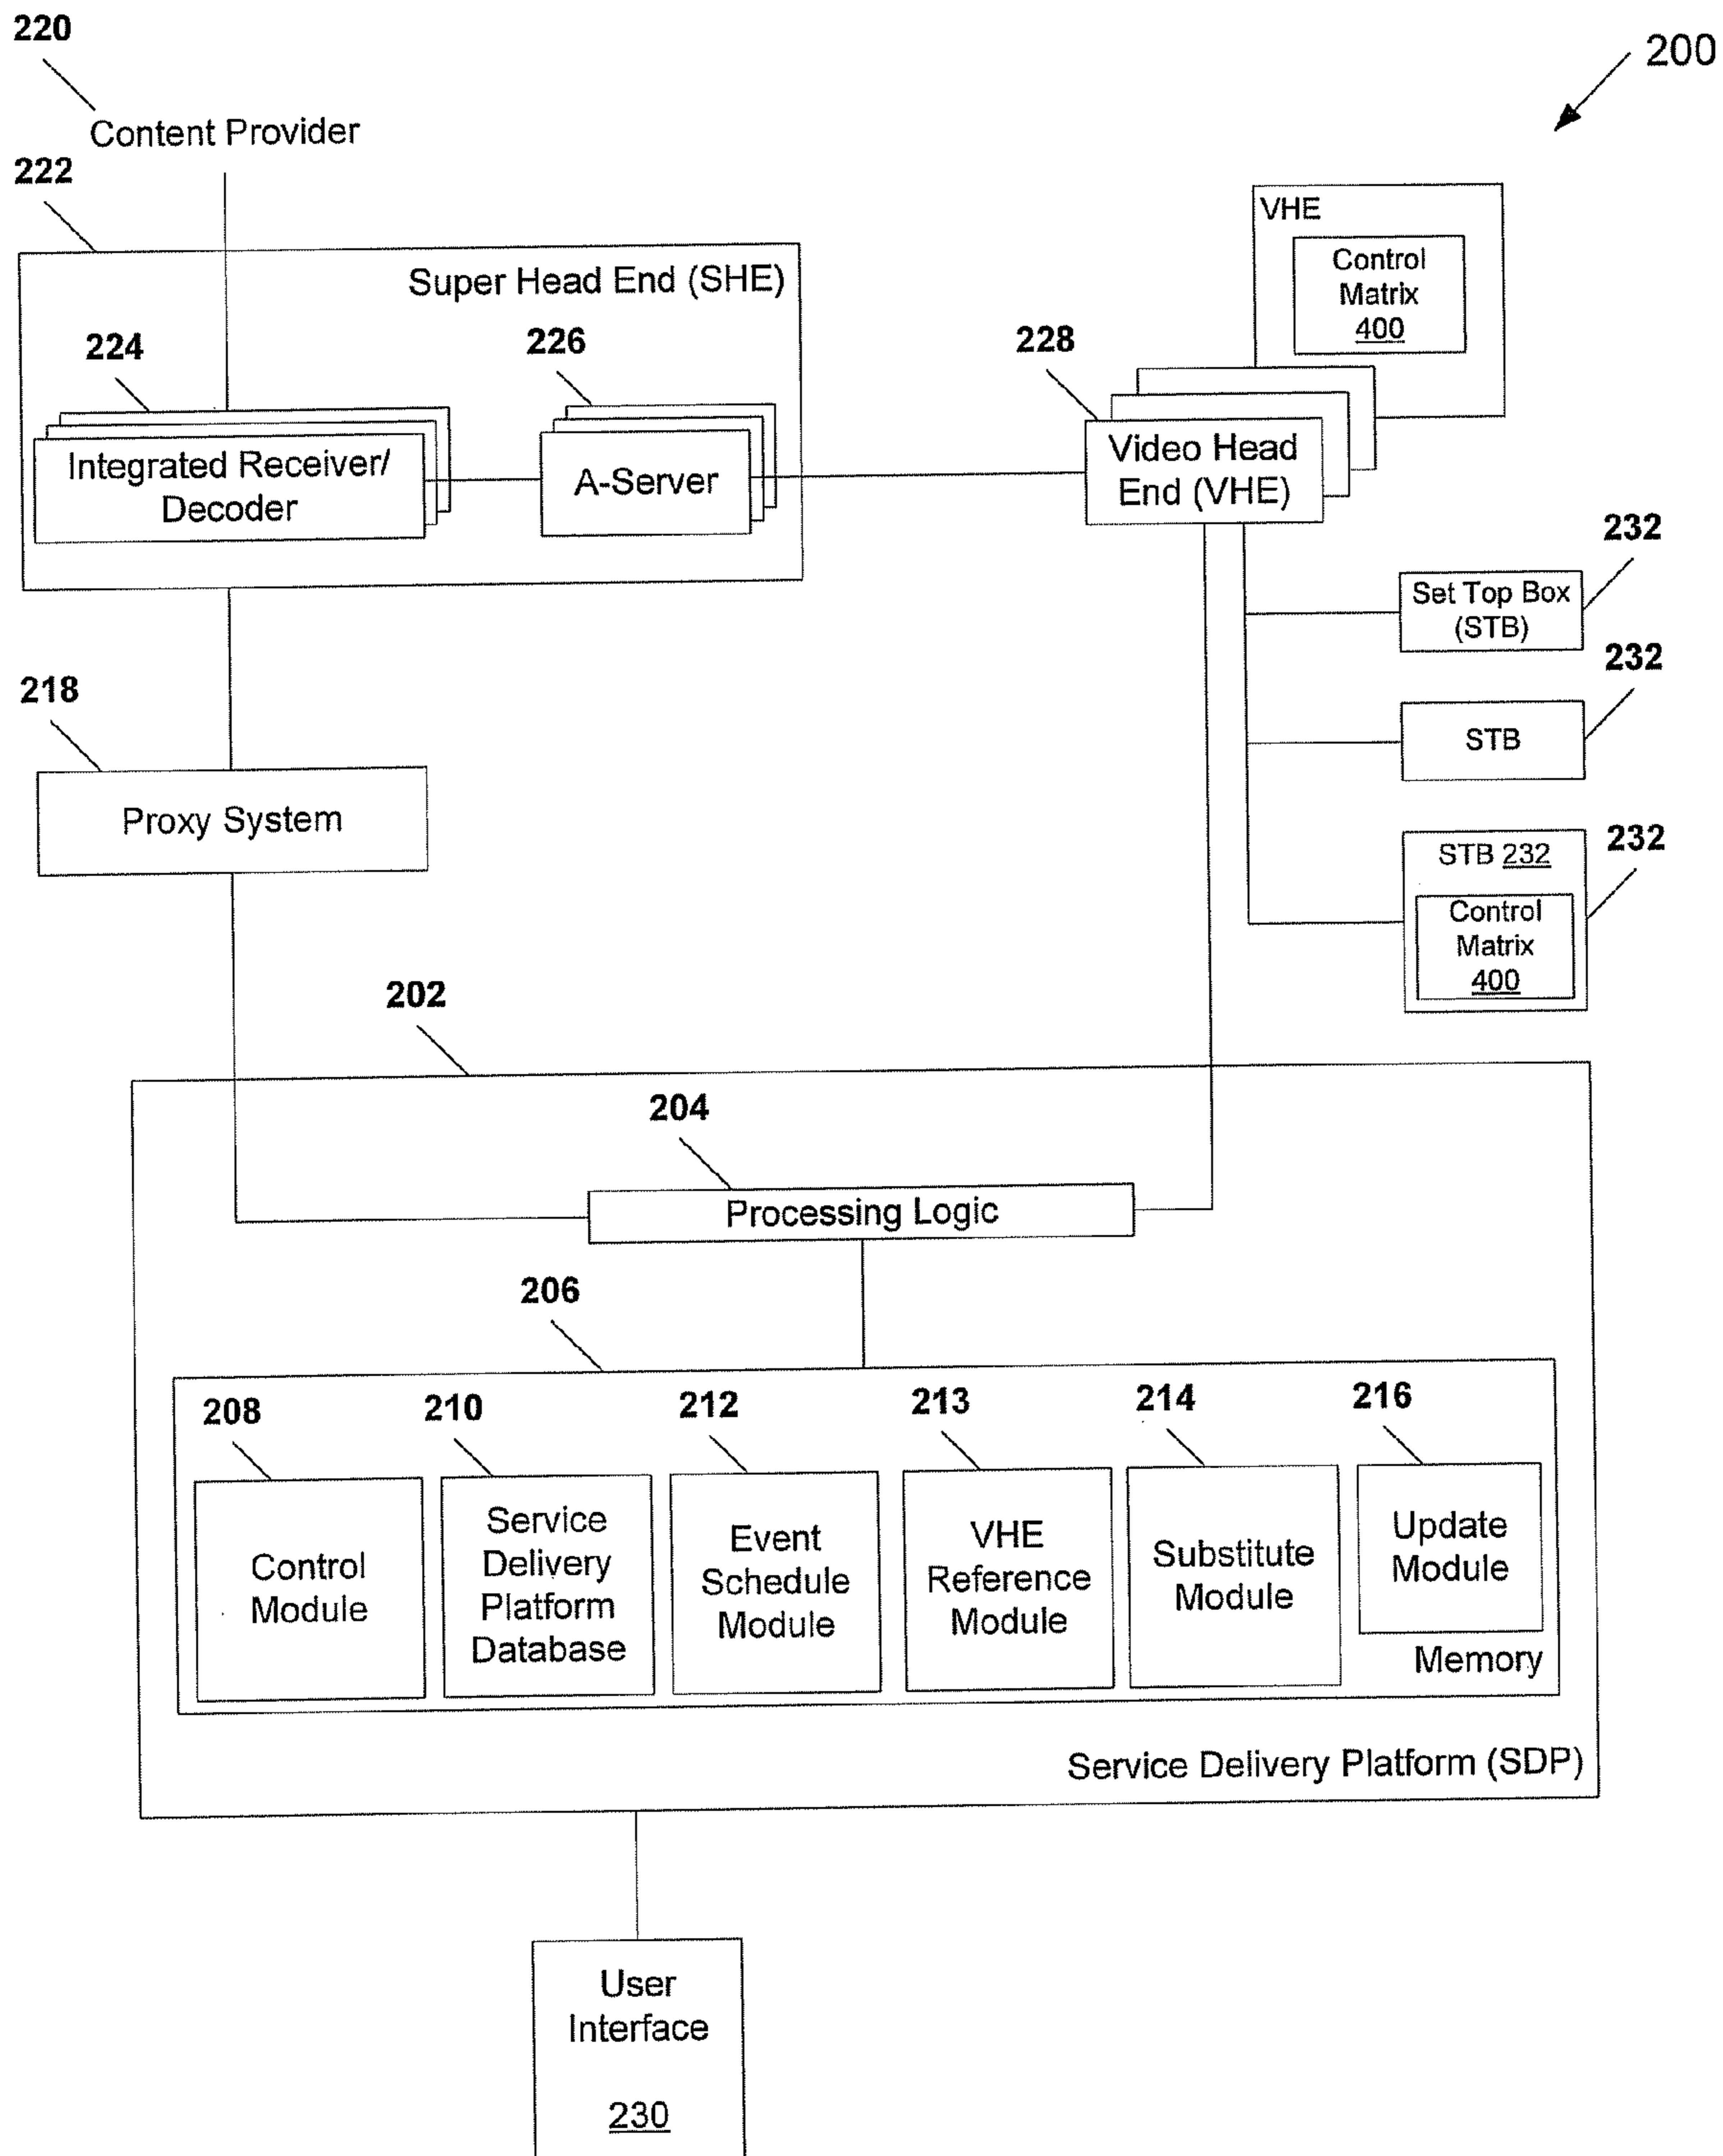 220
200
Content Provider
222
VHE
Control
Matrix
400
Super Head End (SHE)
224
226
228
Integrated Receiver/
Decoder
A-Server
Video Head
End (VHE)
232
Set Top Box
(STB)
232
STB
218
Proxy System
232
STB 232
Control
Matrix
400
202
204
Processing Logic
206
208
210
212
213
214
216
Control
Module
Service
Delivery
Platform
Database
Event
Schedule
Module
VHE
Reference
Module
Substitute
Module
Update
Module
Memory
Service Delivery Platform (SDP)
User
Interface
230